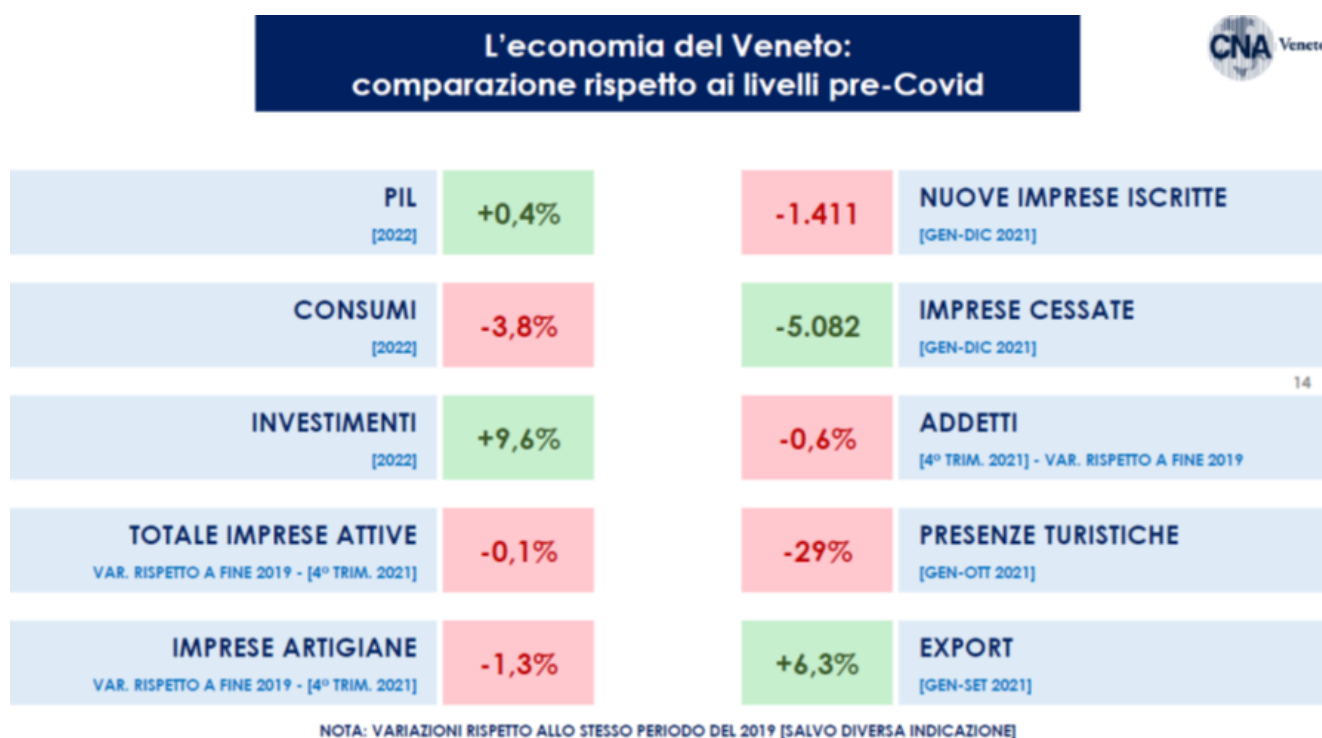 L'economia del Veneto:
comparazione rispetto ai livelli pre-Covid
CNA Veneto
PIL
[2022]
+0,4%
CONSUMI
[2022]
-3,8%
INVESTIMENTI
[2022]
+9,6%
TOTALE IMPRESE ATTIVE
VAR. RISPETTO A FINE 2019 - [4° TRIM. 2021]
-0,1%
IMPRESE ARTIGIANE
VAR. RISPETTO A FINE 2019 - [4° TRIM. 2021]
-1,3%
-1.411
NUOVE IMPRESE ISCRITTE
[GEN-DIC 2021]
-5.082
IMPRESE CESSATE
[GEN-DIC 2021]
14
-0,6%
ADDETTI
[4° TRIM. 2021] - VAR. RISPETTO A FINE 2019
-29%
PRESENZE TURISTICHE
[GEN-OTT 2021]
+6,3%
EXPORT
[GEN-SET 2021]
NOTA: VARIAZIONI RISPETTO ALLO STESSO PERIODO DEL 2019 [SALVO DIVERSA INDICAZIONE]